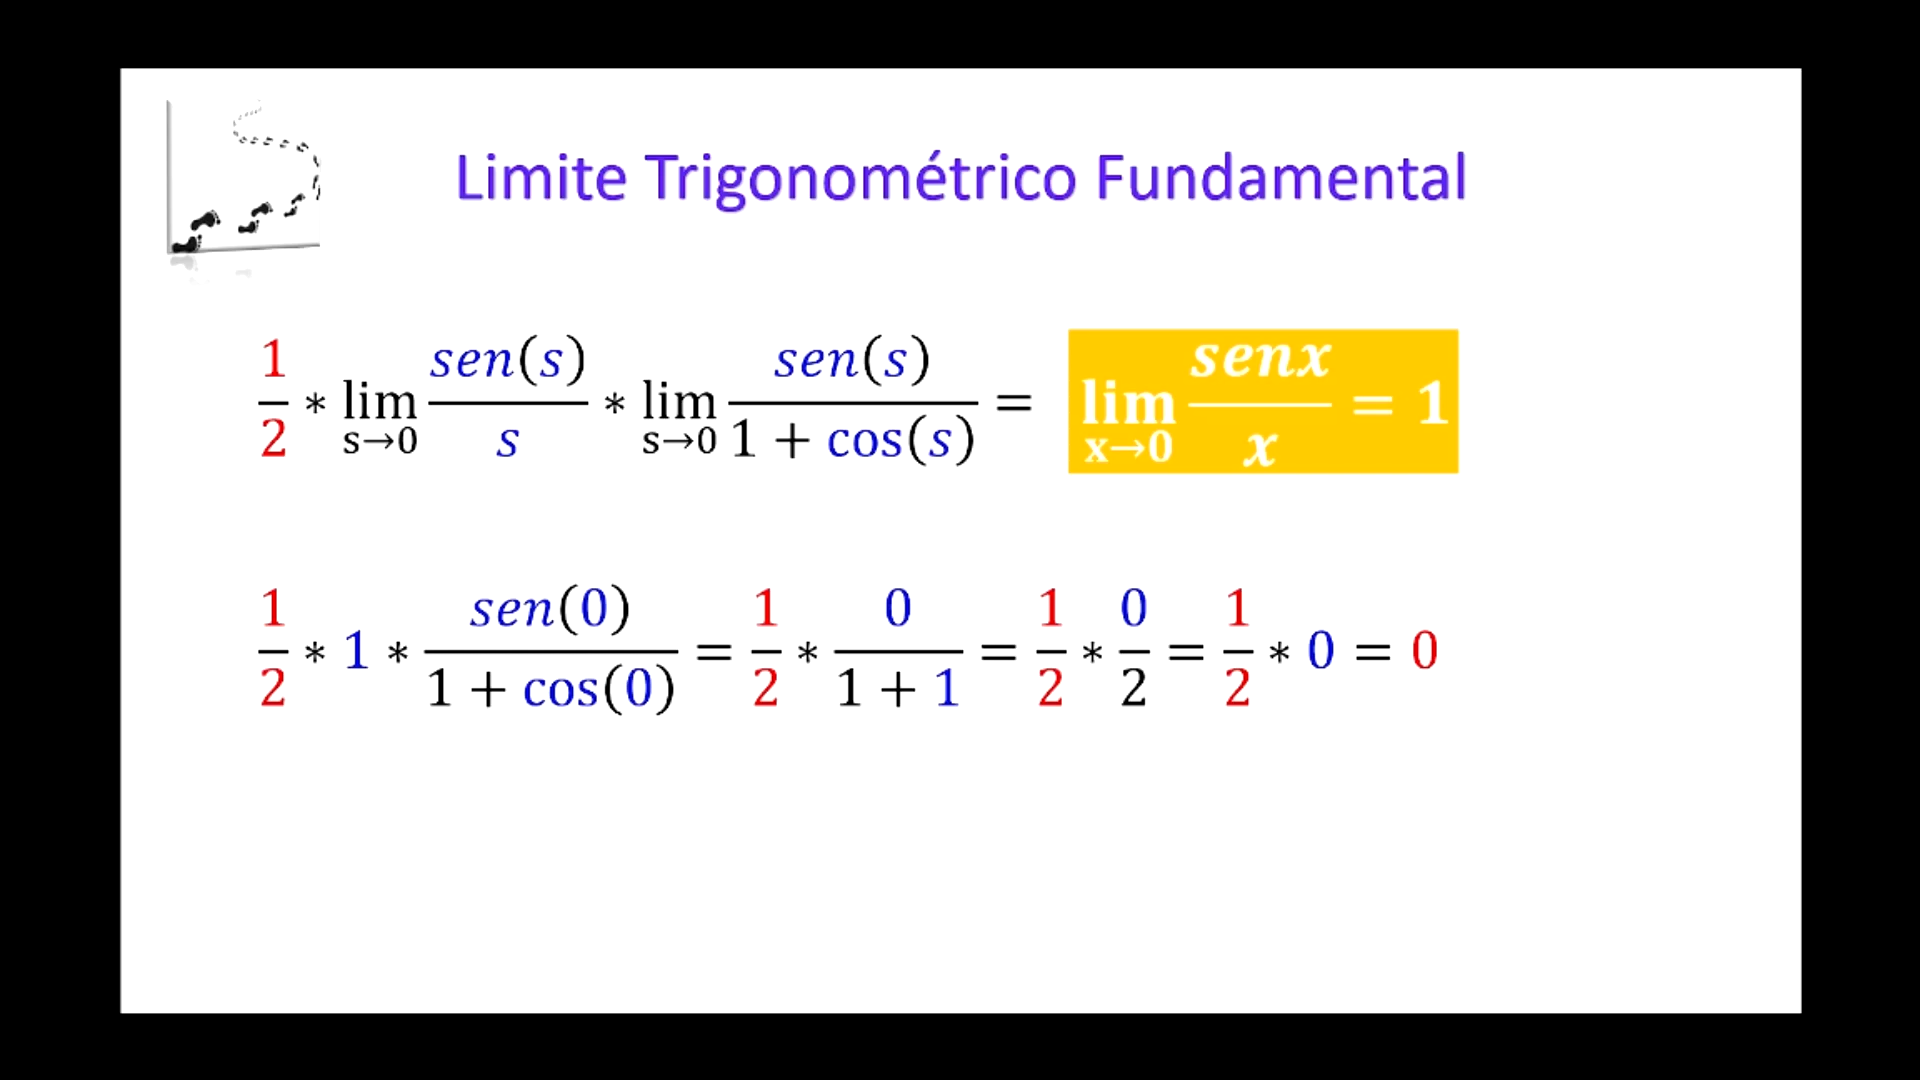 Limite Trigonométrico Fundamental
1/2 * lim s→0 sen(s)/s * lim s→0 sen(s)/(1 + cos(s)) = lim x→0 senx/x = 1
1/2 * 1 * sen(0)/(1 + cos(0)) = 1/2 * 0/(1 + 1) = 1/2 * 0/2 = 1/2 * 0 = 0